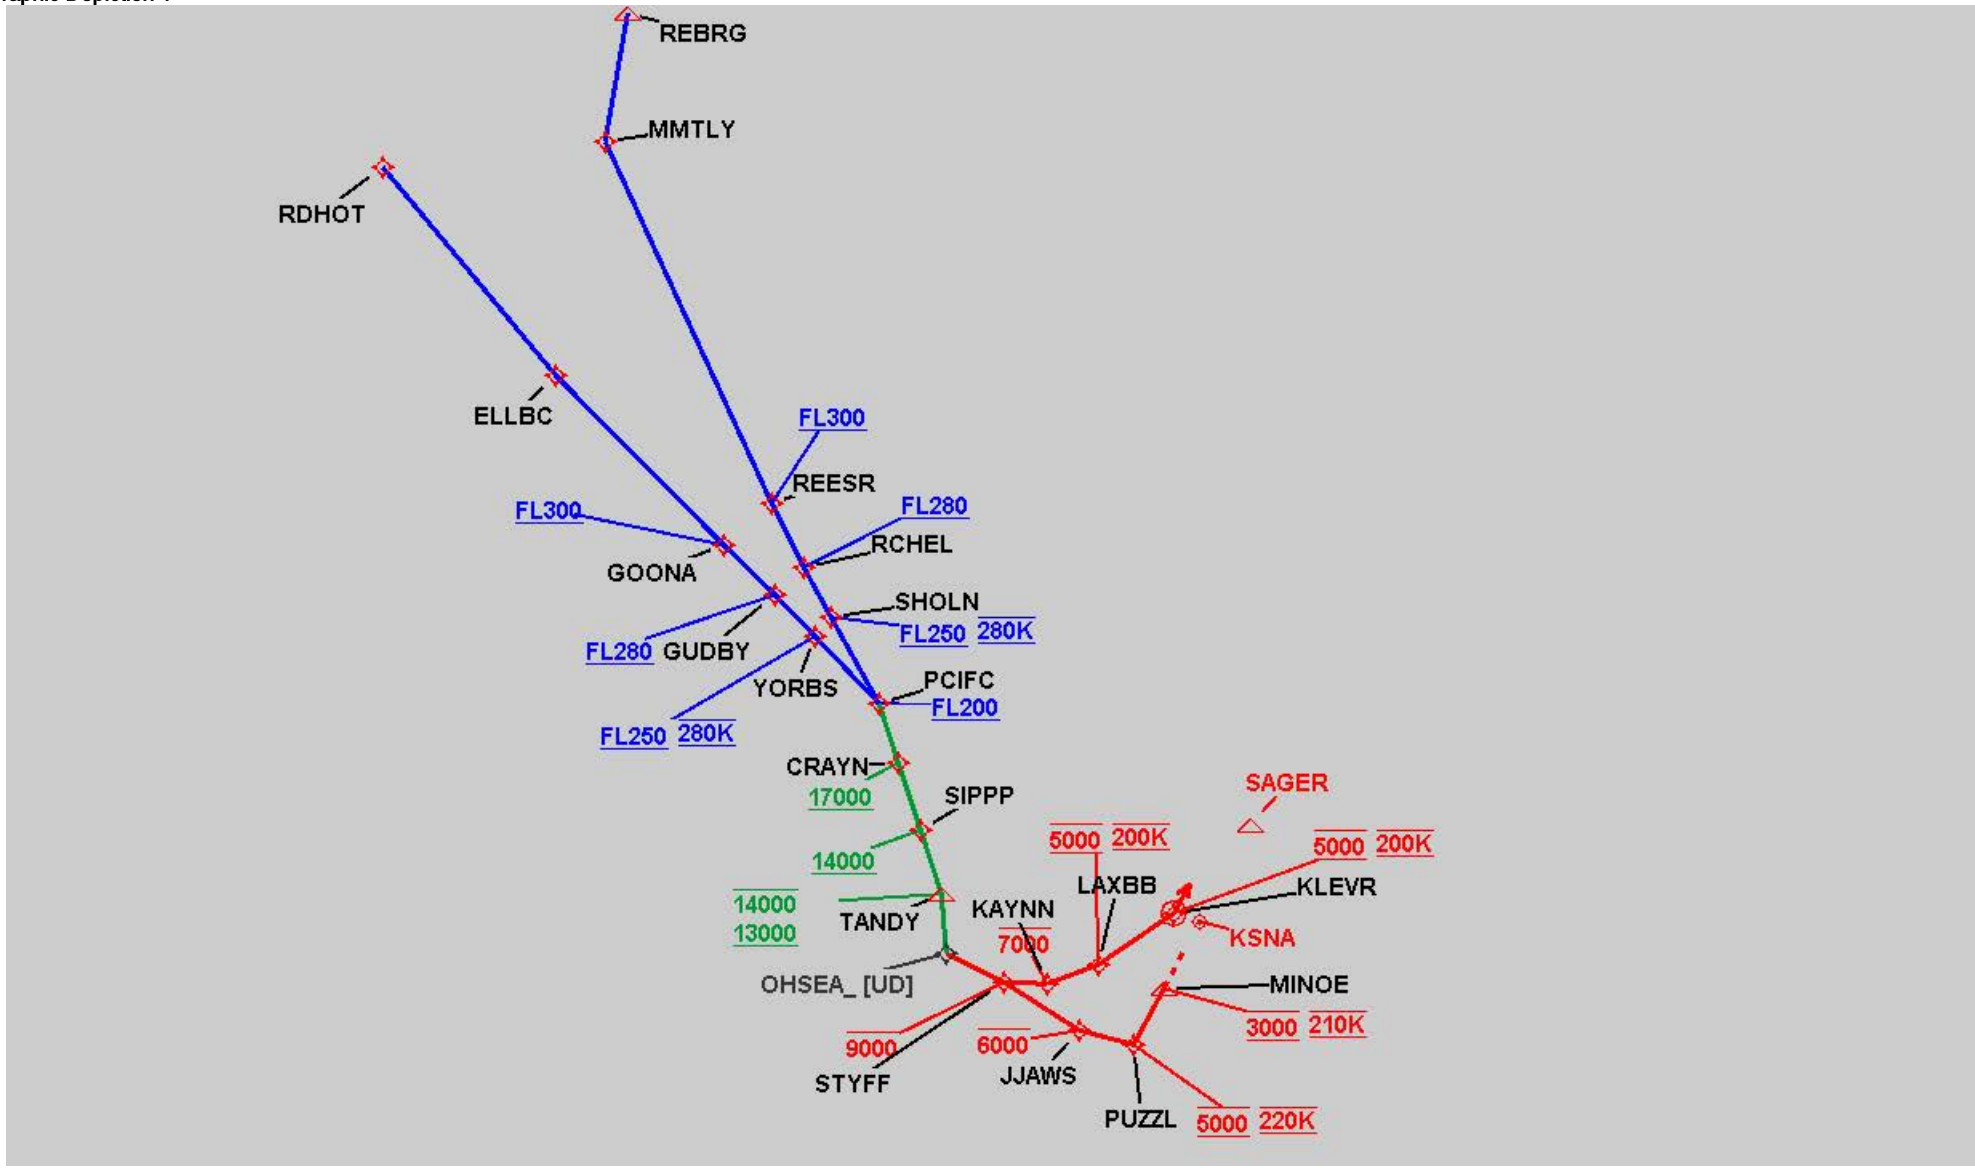 REBRG
MMTLY
RDHOT
ELLBC
FL300
REESR
FL300
FL280
RCHEL
GOONA
SHOLN
FL250 280K
FL280 GUDBY
PCIFC
YORBS
FL200
FL250 280K
CRAYN
SAGER
17000
SIPPP
5000 200K
5000 200K
14000
LAXBB
KLEVR
14000
13000
TANDY
KAYNN
7000
KSNA
OHSEA_ [UD]
MINOE
3000 210K
9000
6000
STYFF
JJAWS
PUZZL
5000 220K